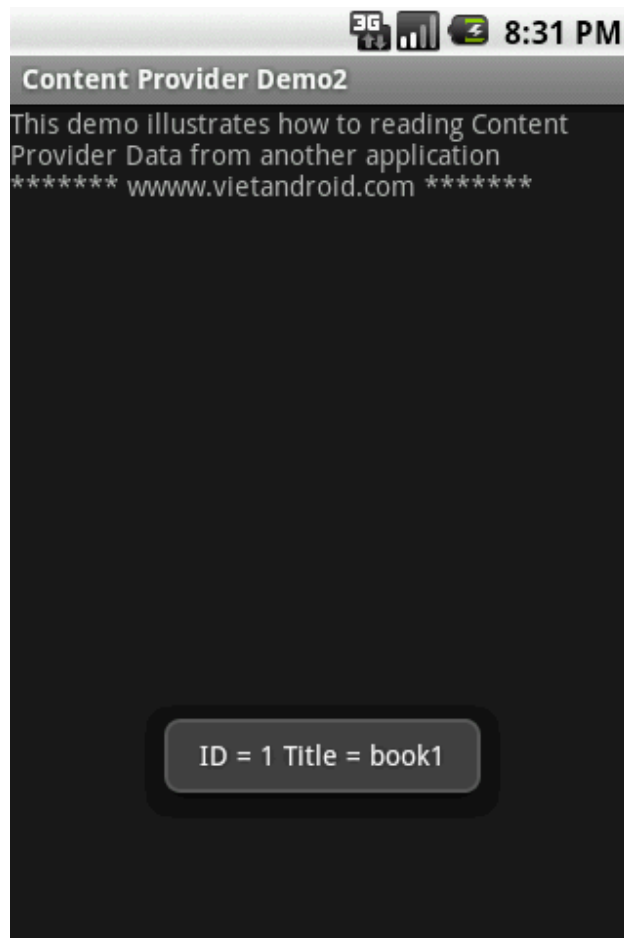 3G 8:31 PM
Content Provider Demo2
This demo illustrates how to reading Content
Provider Data from another application
******* wwww.vietandroid.com *******
ID = 1 Title = book1